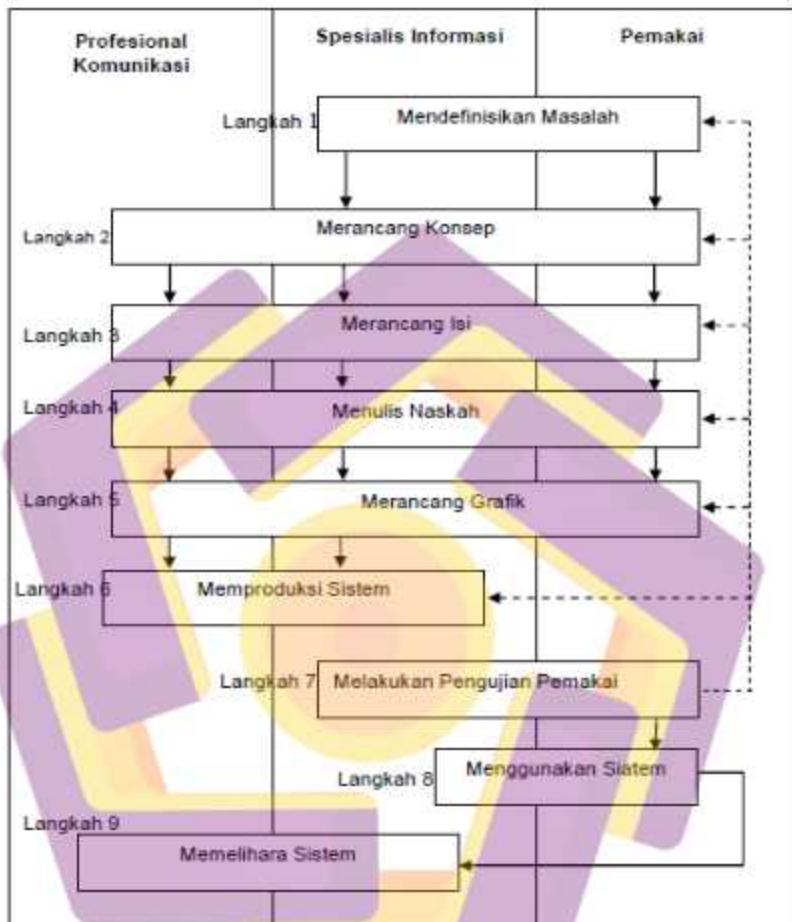 Profesional
Komunikasi
Spesialis Informasi
Pemakai
Langkah 1
Mendefinisikan Masalah
Langkah 2
Merancang Konsep
Langkah 3
Merancang Isi
Langkah 4
Menulis Naskah
Langkah 5
Merancang Grafik
Langkah 6
Memproduksi Sistem
Langkah 7
Melakukan Pengujian Pemakai
Langkah 8
Menggunakan Siatem
Langkah 9
Memelihara Sistem